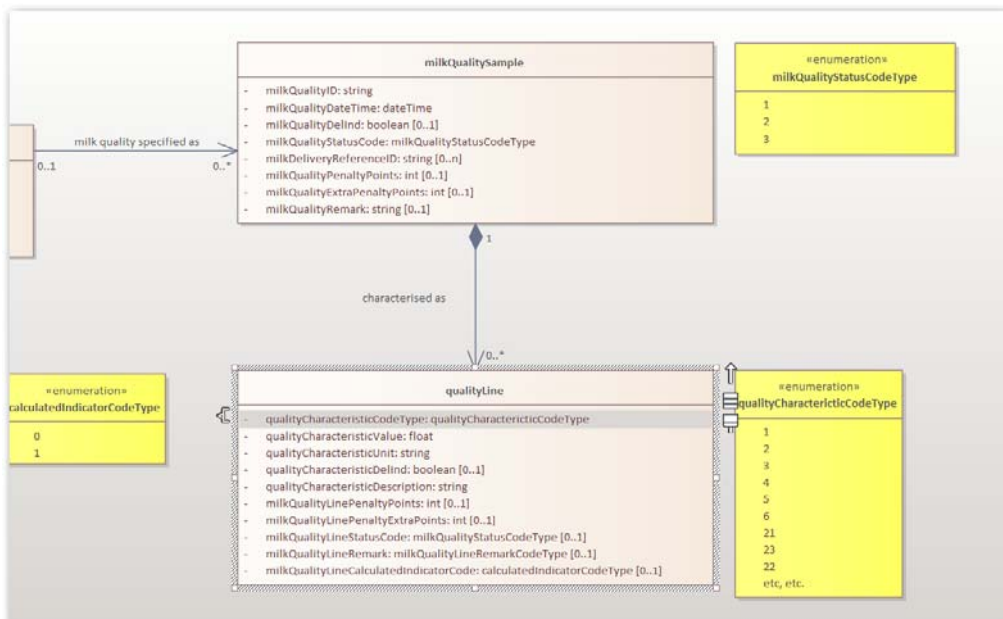 milkQualitySample
- milkQualityID: string
- milkQualityDateTime: dateTime
- milkQualityDelInd: boolean [0..1]
- milkQualityStatusCode: milkQualityStatusCodeType
- milkDeliveryReferenceID: string [0..n]
- milkQualityPenaltyPoints: int [0..1]
- milkQualityExtraPenaltyPoints: int [0..1]
- milkQualityRemark: string [0..1]
«enumeration»
milkQualityStatusCodeType
1
2
3
milk quality specified as
0..1
0..*
1
characterised as
0..*
«enumeration»
calculatedIndicatorCodeType
0
1
qualityLine
- qualityCharacteristicCodeType: qualityCharactericticCodeType
- qualityCharacteristicValue: float
- qualityCharacteristicUnit: string
- qualityCharacteristicDelInd: boolean [0..1]
- qualityCharacteristicDescription: string
- milkQualityLinePenaltyPoints: int [0..1]
- milkQualityLinePenaltyExtraPoints: int [0..1]
- milkQualityLineStatusCode: milkQualityStatusCodeType [0..1]
- milkQualityLineRemark: milkQualityLineRemarkCodeType [0..1]
- milkQualityLineCalculatedIndicatorCode: calculatedIndicatorCodeType [0..1]
«enumeration»
qualityCharactericticCodeType
1
2
3
4
5
6
21
23
22
etc, etc.